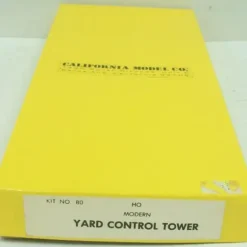 CALIFORNIA MODEL CO.
KIT NO 80 HO
MODERN
YARD CONTROL TOWER